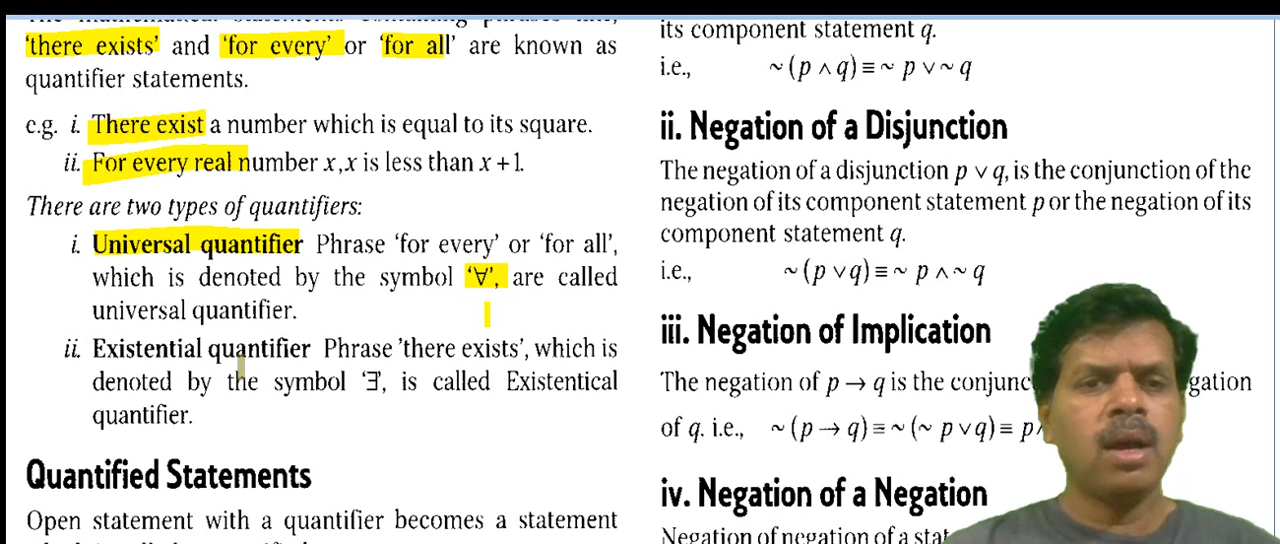 'there exists' and 'for every' or 'for all' are known as
quantifier statements.
e.g. i. There exist a number which is equal to its square.
ii. For every real number x,x is less than x+1.
There are two types of quantifiers:
i. Universal quantifier Phrase 'for every' or 'for all',
which is denoted by the symbol '∀', are called
universal quantifier.
ii. Existential quantifier Phrase 'there exists', which is
denoted by the symbol '∃', is called Existentical
quantifier.
Quantified Statements
Open statement with a quantifier becomes a statement
its component statement q.
i.e., ~(p ∧ q) ≡ ~ p ∨ ~ q
ii. Negation of a Disjunction
The negation of a disjunction p ∨ q, is the conjunction of the
negation of its component statement p or the negation of its
component statement q.
i.e., ~(p ∨ q) ≡ ~ p ∧ ~ q
iii. Negation of Implication
The negation of p → q is the
of q. i.e., ~(p → q) ≡ ~(~ p ∨ q) ≡ p
iv. Negation of a Negation
Negation of negation of a